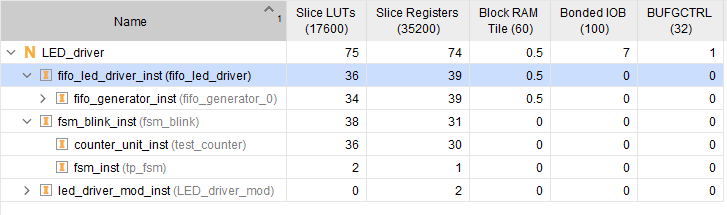 Name 1 Slice LUTs (17600) Slice Registers (35200) Block RAM Tile (60) Bonded IOB (100) BUFGCTRL (32)
N LED_driver 75 74 0.5 7 1
I fifo_led_driver_inst (fifo_led_driver) 36 39 0.5 0 0
I fifo_generator_inst (fifo_generator_0) 34 39 0.5 0 0
I fsm_blink_inst (fsm_blink) 38 31 0 0 0
I counter_unit_inst (test_counter) 36 30 0 0 0
I fsm_inst (tp_fsm) 2 1 0 0 0
I led_driver_mod_inst (LED_driver_mod) 0 2 0 0 0